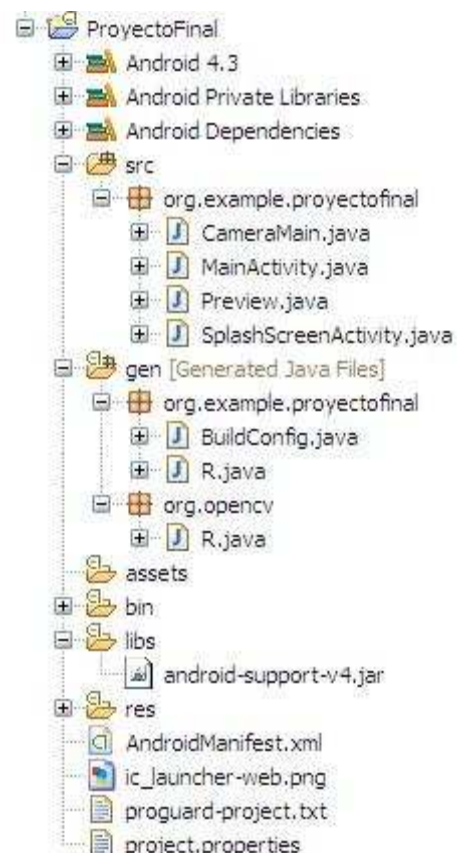 ProyectoFinal
Android 4.3
Android Private Libraries
Android Dependencies
src
org.example.proyectofinal
CameraMain.java
MainActivity.java
Preview.java
SplashScreenActivity.java
gen [Generated Java Files]
org.example.proyectofinal
BuildConfig.java
R.java
org.opencv
R.java
assets
bin
libs
android-support-v4.jar
res
AndroidManifest.xml
ic_launcher-web.png
proguard-project.txt
project.properties